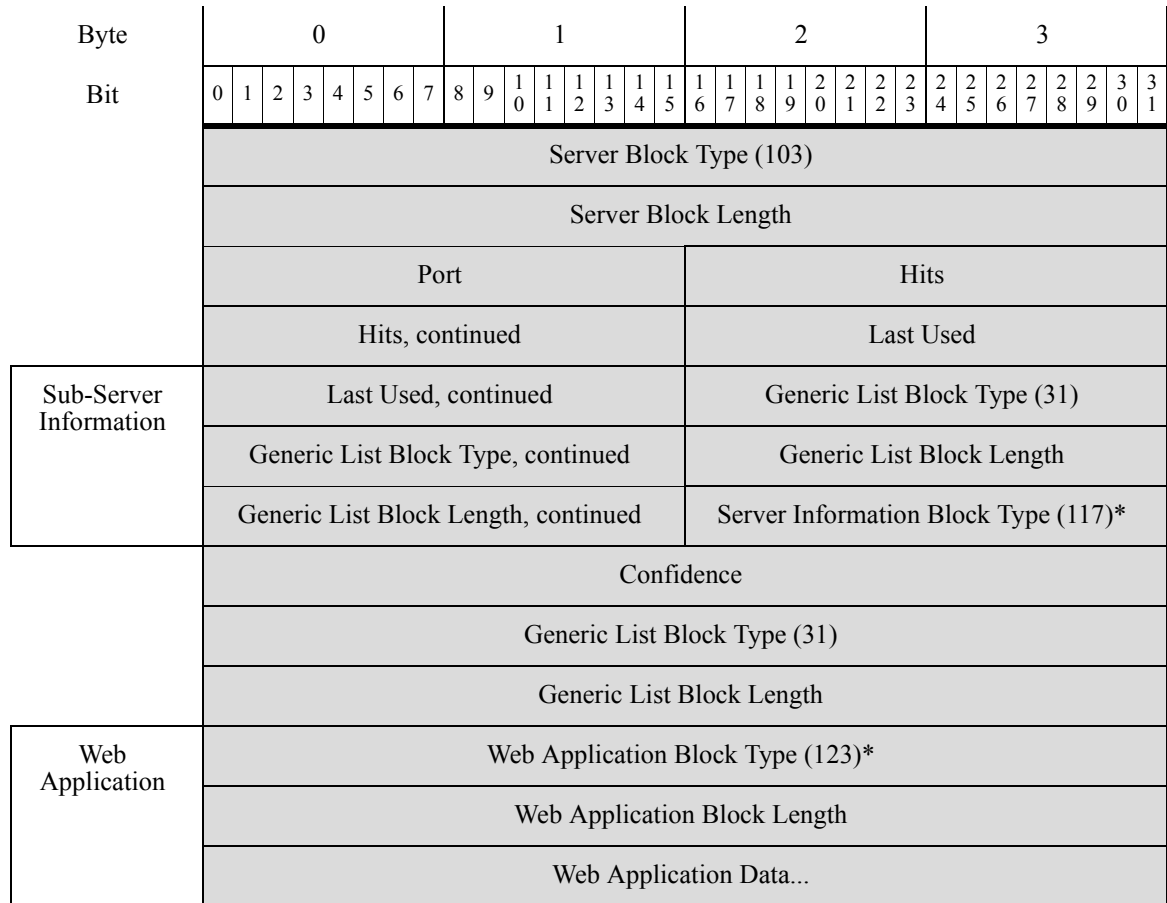 Byte 0 1 2 3
Bit 0 1 2 3 4 5 6 7 8 9 10 11 12 13 14 15 16 17 18 19 20 21 22 23 24 25 26 27 28 29 30 31
Server Block Type (103)
Server Block Length
Port Hits
Hits, continued Last Used
Sub-Server
Information
Last Used, continued Generic List Block Type (31)
Generic List Block Type, continued Generic List Block Length
Generic List Block Length, continued Server Information Block Type (117)*
Confidence
Generic List Block Type (31)
Generic List Block Length
Web
Application
Web Application Block Type (123)*
Web Application Block Length
Web Application Data...